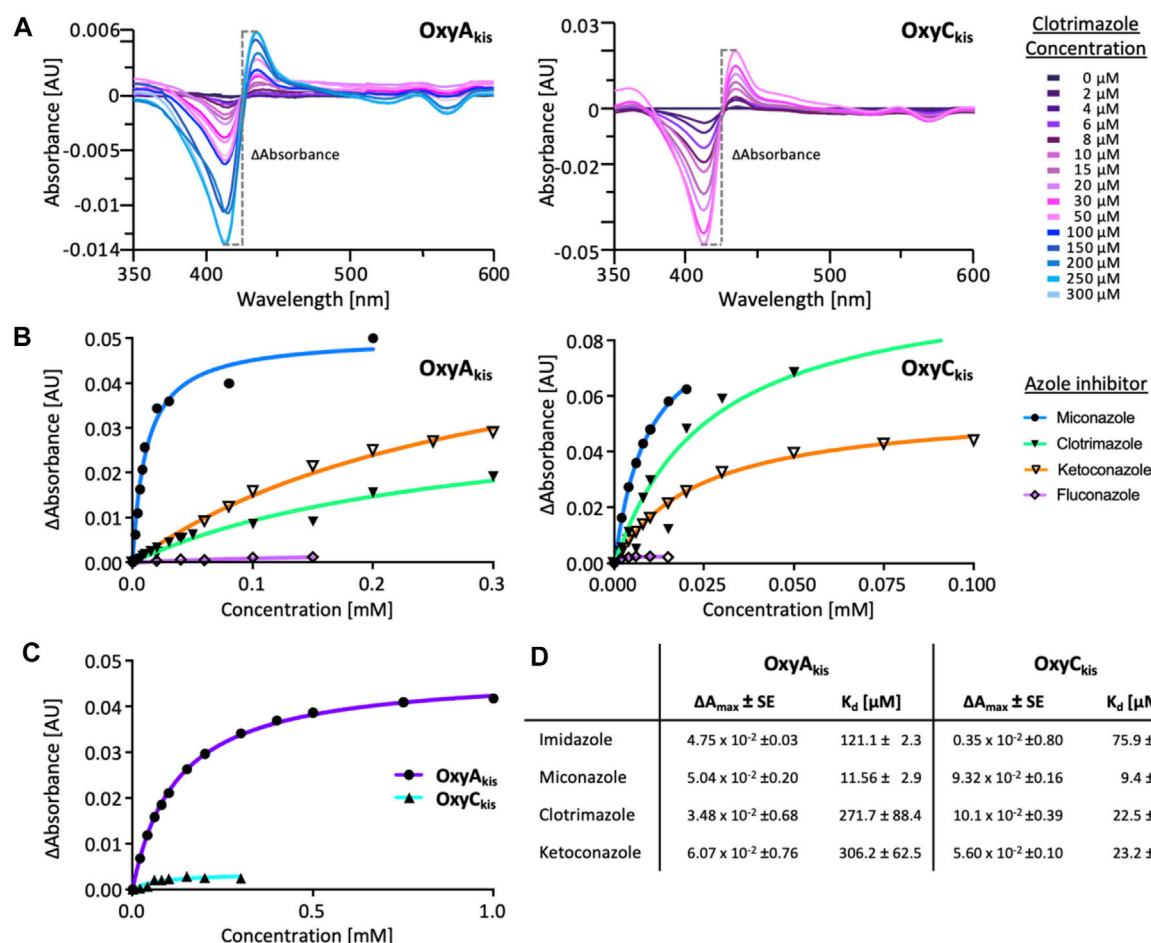 A
OxyAkis
OxyCkis
Clotrimazole
Concentration
0.006
0
-0.005
-0.01
-0.014
Absorbance [AU]
ΔAbsorbance
350 400 450 500 550 600
Wavelength [nm]
0.03
0
-0.02
-0.05
Absorbance [AU]
ΔAbsorbance
350 400 450 500 550 600
Wavelength [nm]
0 µM
2 µM
4 µM
6 µM
8 µM
10 µM
15 µM
20 µM
30 µM
50 µM
100 µM
150 µM
200 µM
250 µM
300 µM
B
OxyAkis
0.05
0.04
0.03
0.02
0.01
0.00
ΔAbsorbance [AU]
0.0 0.1 0.2 0.3
Concentration [mM]
OxyCkis
0.08
0.06
0.04
0.02
0.00
ΔAbsorbance [AU]
0.00 0.025 0.050 0.075 0.100
Concentration [mM]
Azole inhibitor
Miconazole
Clotrimazole
Ketoconazole
Fluconazole
C
0.05
0.04
0.03
0.02
0.01
0.00
ΔAbsorbance [AU]
OxyAkis
OxyCkis
0.0 0.5 1.0
Concentration [mM]
D
OxyAkis OxyCkis
ΔAmax ± SE Kd [µM] ΔAmax ± SE Kd [µM
Imidazole 4.75 x 10-2 ±0.03 121.1 ± 2.3 0.35 x 10-2 ±0.80 75.9 ±
Miconazole 5.04 x 10-2 ±0.20 11.56 ± 2.9 9.32 x 10-2 ±0.16 9.4 ±
Clotrimazole 3.48 x 10-2 ±0.68 271.7 ± 88.4 10.1 x 10-2 ±0.39 22.5 ±
Ketoconazole 6.07 x 10-2 ±0.76 306.2 ± 62.5 5.60 x 10-2 ±0.10 23.2 ±